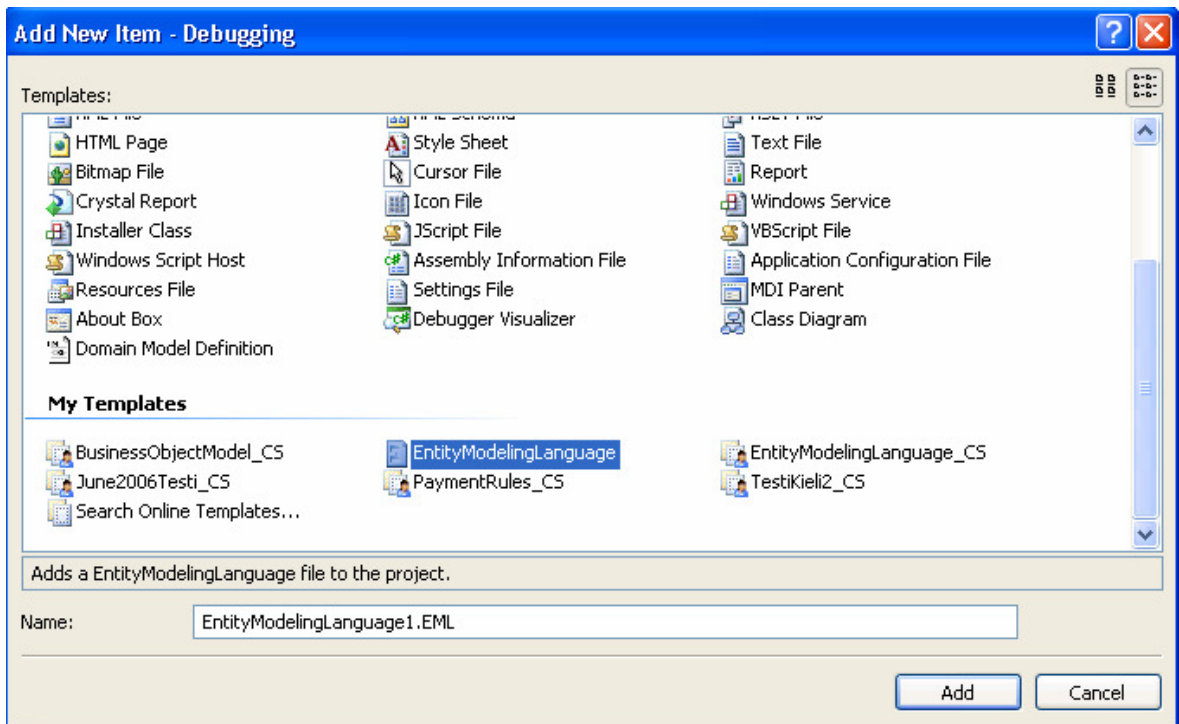 Add New Item - Debugging
Templates:
HTML Page Style Sheet Text File
Bitmap File Cursor File Report
Crystal Report Icon File Windows Service
Installer Class JScript File VBScript File
Windows Script Host Assembly Information File Application Configuration File
Resources File Settings File MDI Parent
About Box Debugger Visualizer Class Diagram
Domain Model Definition
My Templates
BusinessObjectModel_CS EntityModelingLanguage EntityModelingLanguage_CS
June2006Testi_CS PaymentRules_CS TestiKieli2_CS
Search Online Templates...
Adds a EntityModelingLanguage file to the project.
Name: EntityModelingLanguage1.EML
Add Cancel